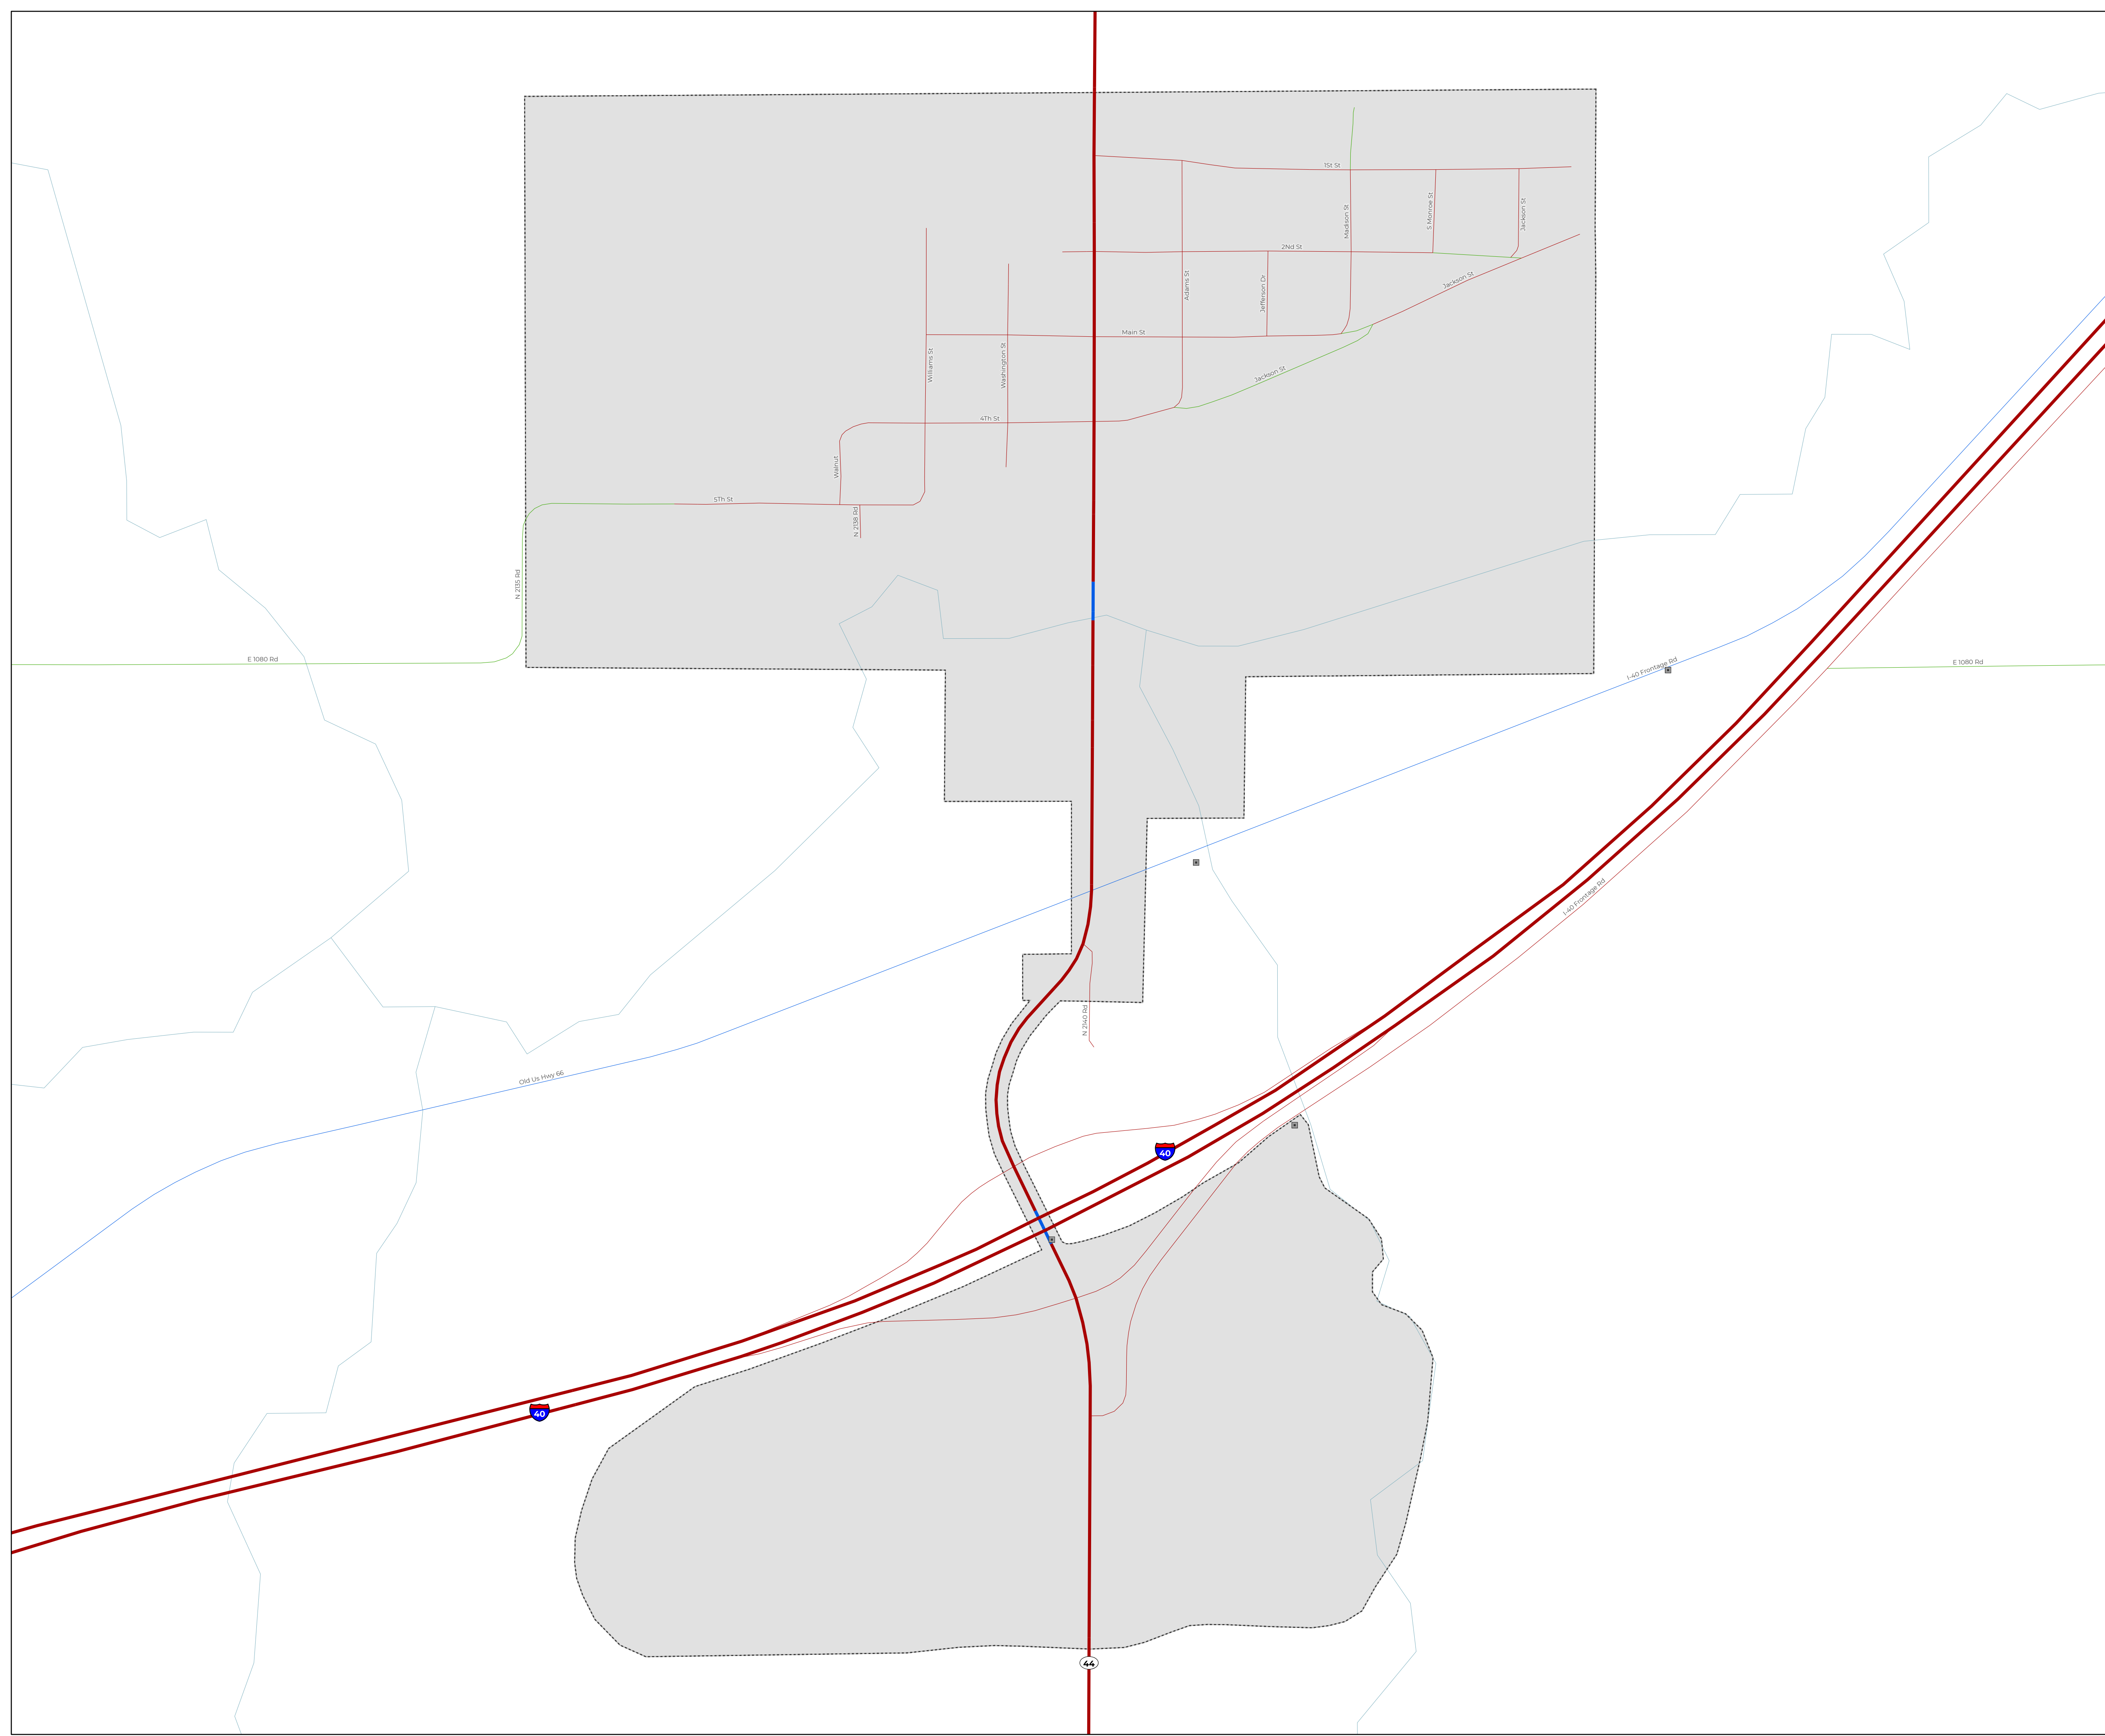 1St St
Madison St
S Monroe St
Jackson St
2Nd St
Adams St
Jefferson Dr
Jackson St
Main St
Williams St
Washington St
Jackson St
4Th St
Walnut
5Th St
N 2138 Rd
N 2135 Rd
E 1080 Rd
I-40 Frontage Rd
E 1080 Rd
I-40 Frontage Rd
N 2140 Rd
Old Us Hwy 66
40
40
44